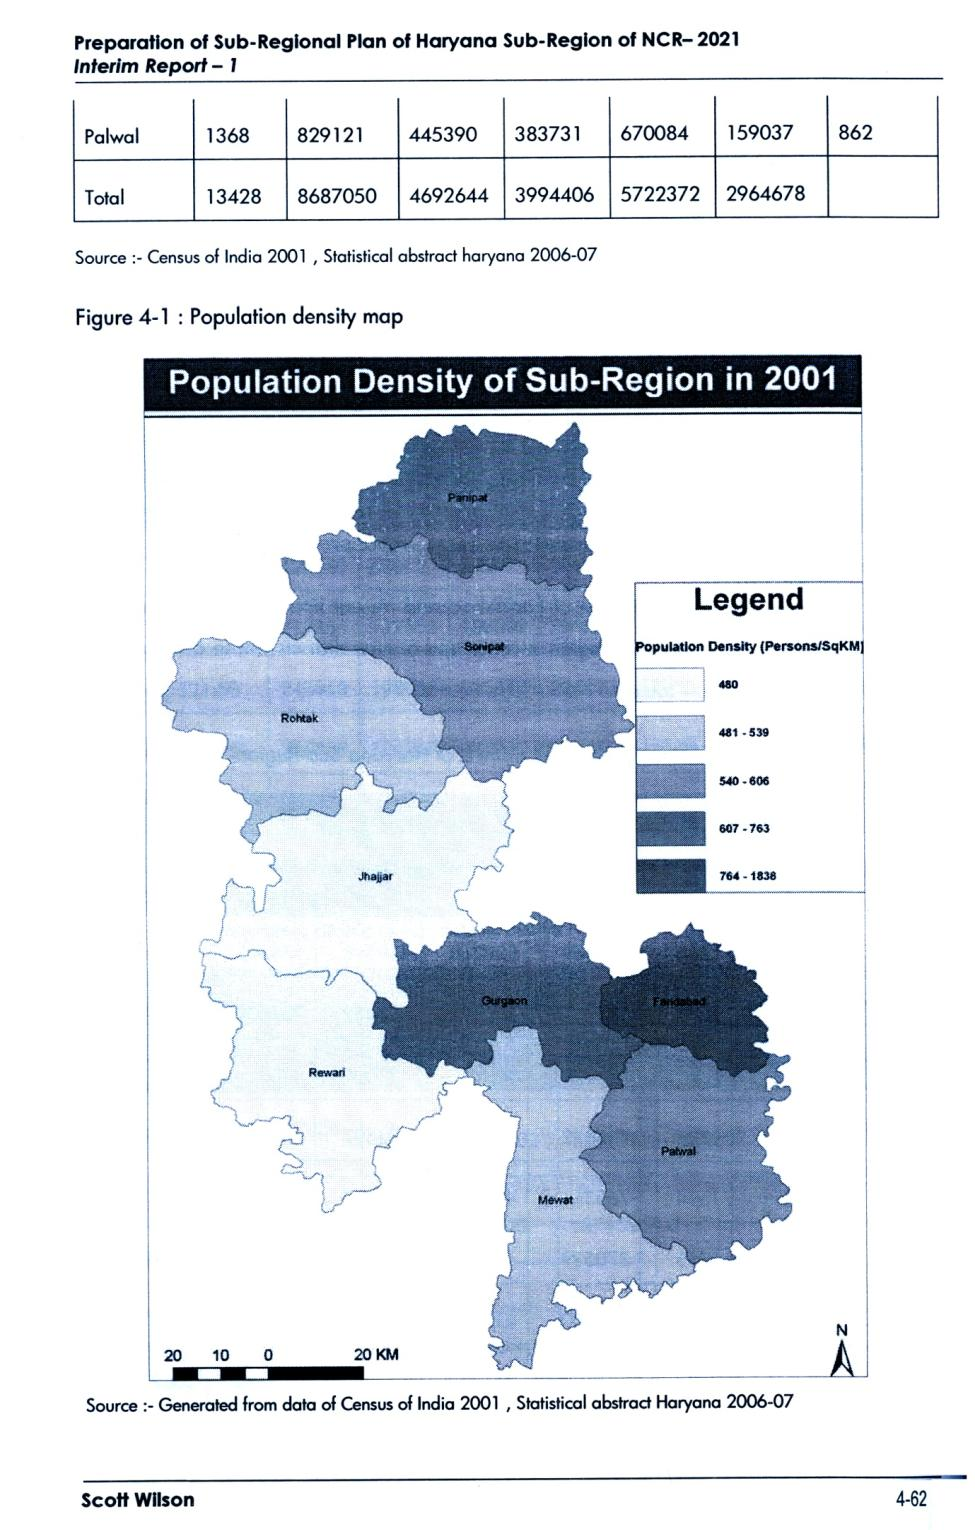 Preparation of Sub-Regional Plan of Haryana Sub-Region of NCR– 2021
Interim Report – 1
Palwal 1368 829121 445390 383731 670084 159037 862
Total 13428 8687050 4692644 3994406 5722372 2964678
Source :- Census of India 2001 , Statistical abstract haryana 2006-07
Figure 4-1 : Population density map
Population Density of Sub-Region in 2001
Panipat
Legend
Population Density (Persons/SqKM)
Sonipat
480
Rohtak
481 - 539
540 - 606
607 - 763
Jhajjar
764 - 1838
Gurgaon
Faridabad
Rewari
Palwal
Mewat
N
20 10 0 20 KM
Source :- Generated from data of Census of India 2001 , Statistical abstract Haryana 2006-07
Scott Wilson
4-62